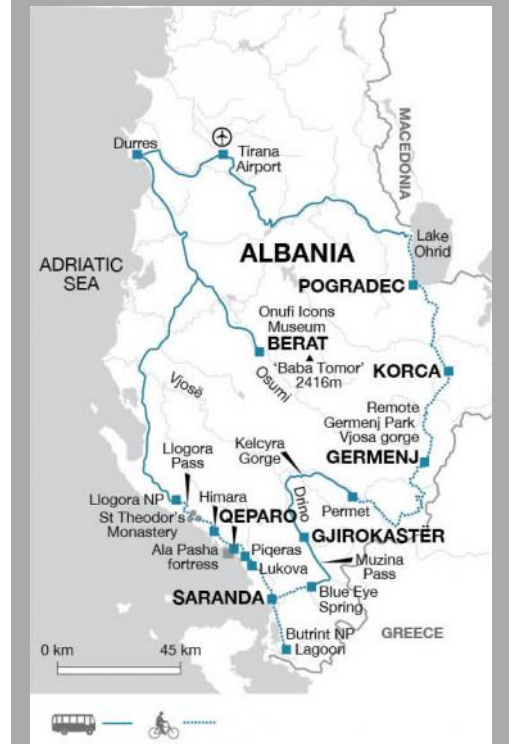 MACEDONIA
Durres
Tirana
Airport
Lake
Ohrid
ALBANIA
ADRIATIC
SEA
POGRADEC
Onufi Icons
Museum
BERAT
'Baba Tomor'
2416m
Osumi
KORCA
Vjosë
Remote
Germenj Park
Vjosa gorge
GERMENJ
Kelcyra
Gorge
Llogora
Pass
Drino
Llogora NP
Himara
Permet
St Theodor's
Monastery
QEPARO
GJIROKASTËR
Ala Pasha
fortress
Piqeras
Lukova
Muzina
Pass
SARANDA
Blue Eye
Spring
GREECE
Butrint NP
Lagoon
0 km
45 km